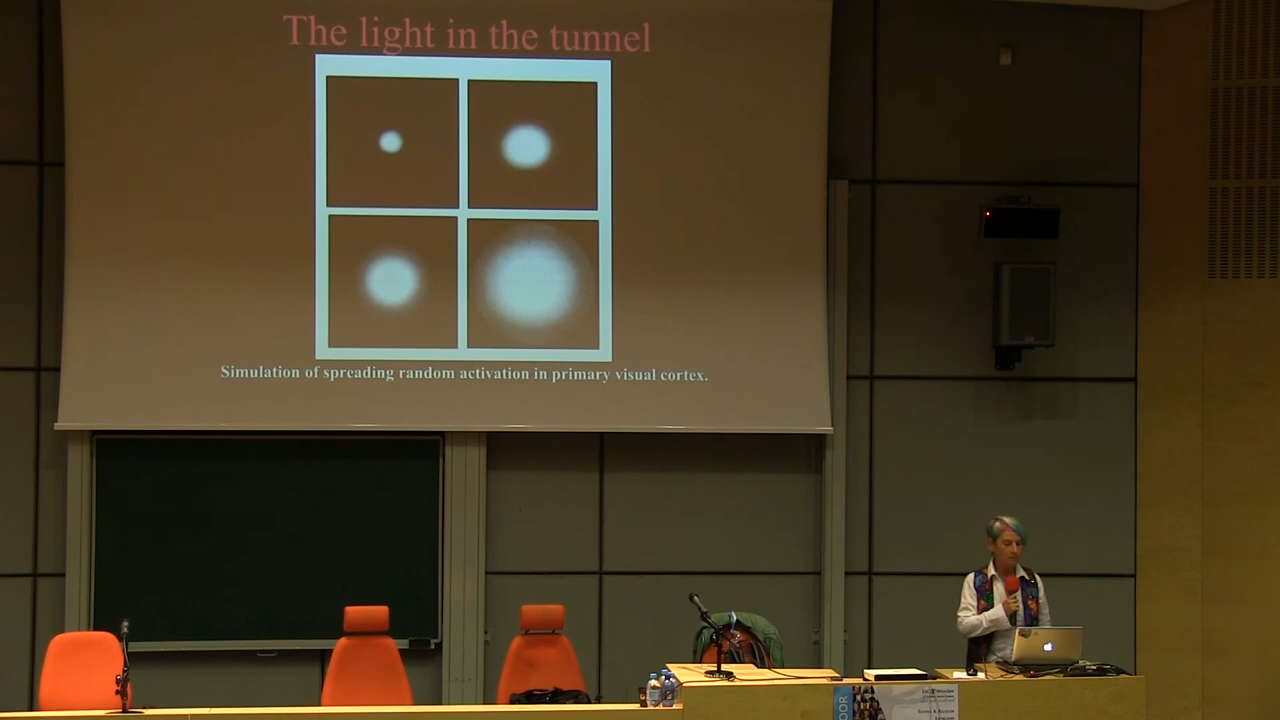 The light in the tunnel
Simulation of spreading random activation in primary visual cortex.